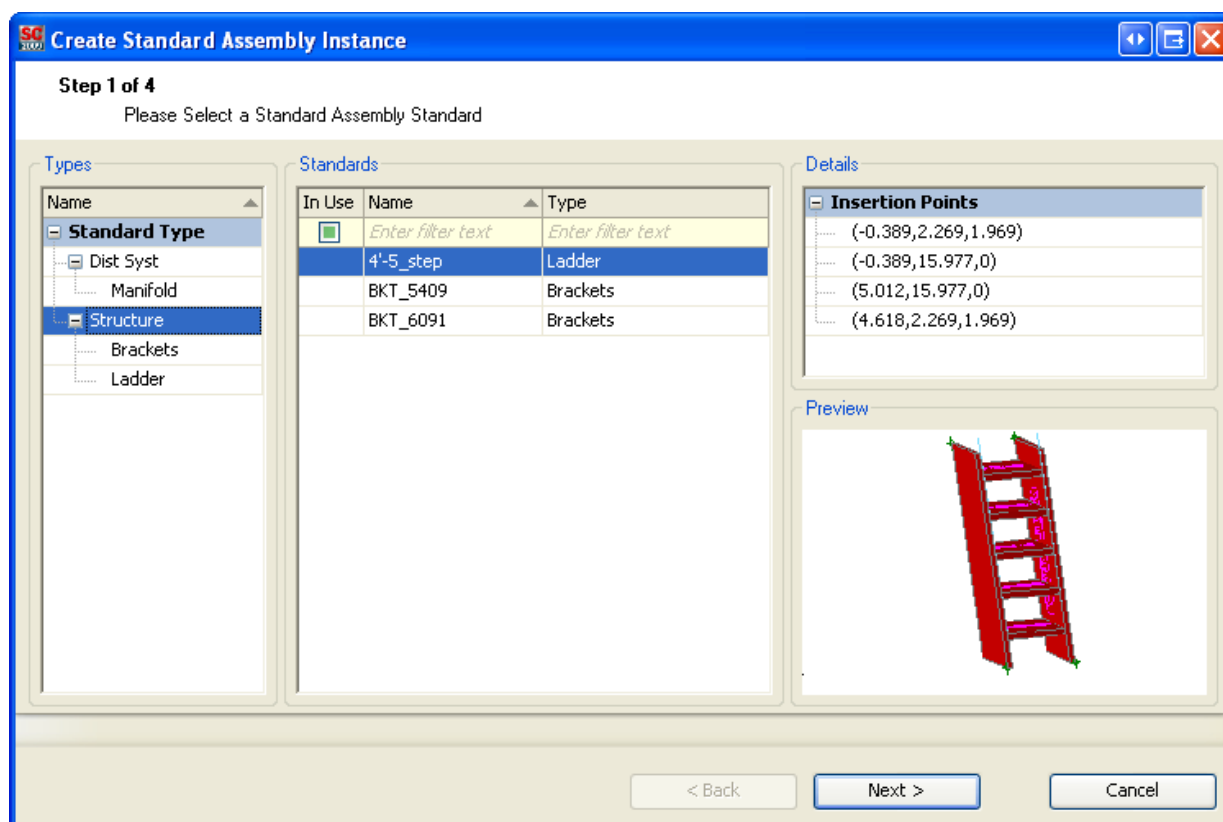 SC 2009 Create Standard Assembly Instance
Step 1 of 4
Please Select a Standard Assembly Standard
Types
Name
Standard Type
Dist Syst
Manifold
Structure
Brackets
Ladder
Standards
In Use Name Type
Enter filter text Enter filter text
4'-5_step Ladder
BKT_5409 Brackets
BKT_6091 Brackets
Details
Insertion Points
(-0.389,2.269,1.969)
(-0.389,15.977,0)
(5.012,15.977,0)
(4.618,2.269,1.969)
Preview
< Back Next > Cancel